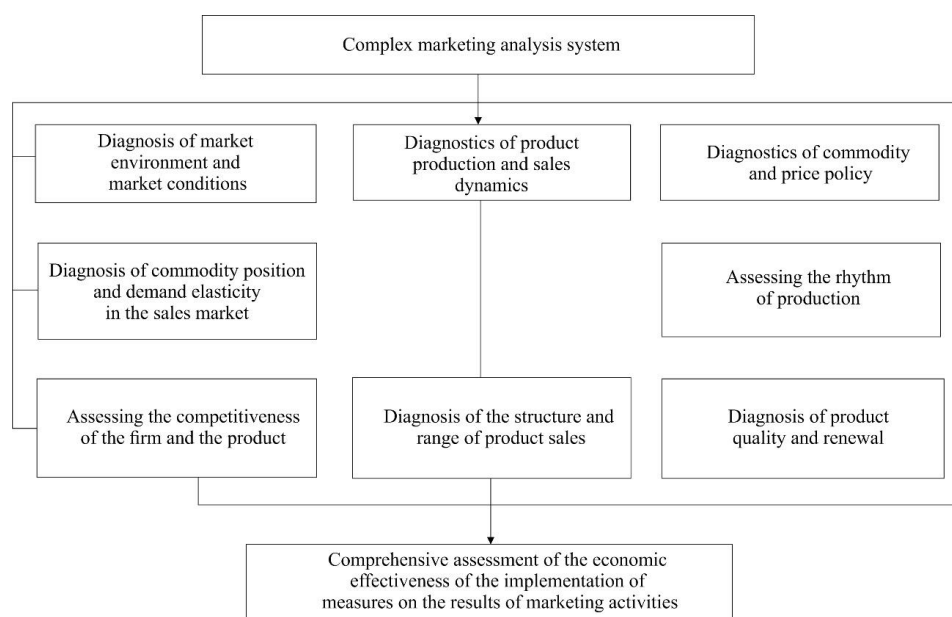 Complex marketing analysis system
Diagnosis of market
environment and
market conditions
Diagnostics of product
production and sales
dynamics
Diagnostics of commodity
and price policy
Diagnosis of commodity position
and demand elasticity
in the sales market
Assessing the rhythm
of production
Assessing the competitiveness
of the firm and the product
Diagnosis of the structure and
range of product sales
Diagnosis of product
quality and renewal
Comprehensive assessment of the economic
effectiveness of the implementation of
measures on the results of marketing activities